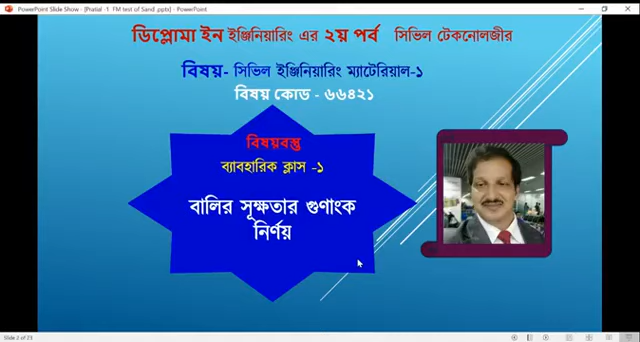 PowerPoint Slide Show - [Pratial -1 FM test of Sand .pptx] - PowerPoint
ডিপ্লোমা ইন ইঞ্জিনিয়ারিং এর ২য় পর্ব সিভিল টেকনোলজীর
বিষয়- সিভিল ইঞ্জিনিয়ারিং ম্যাটেরিয়াল-১
বিষয় কোড - ৬৬৪২১
বিষয়বস্তু
ব্যাবহারিক ক্লাস -১
বালির সূক্ষতার গুণাংক
নির্ণয়
Slide 2 of 23